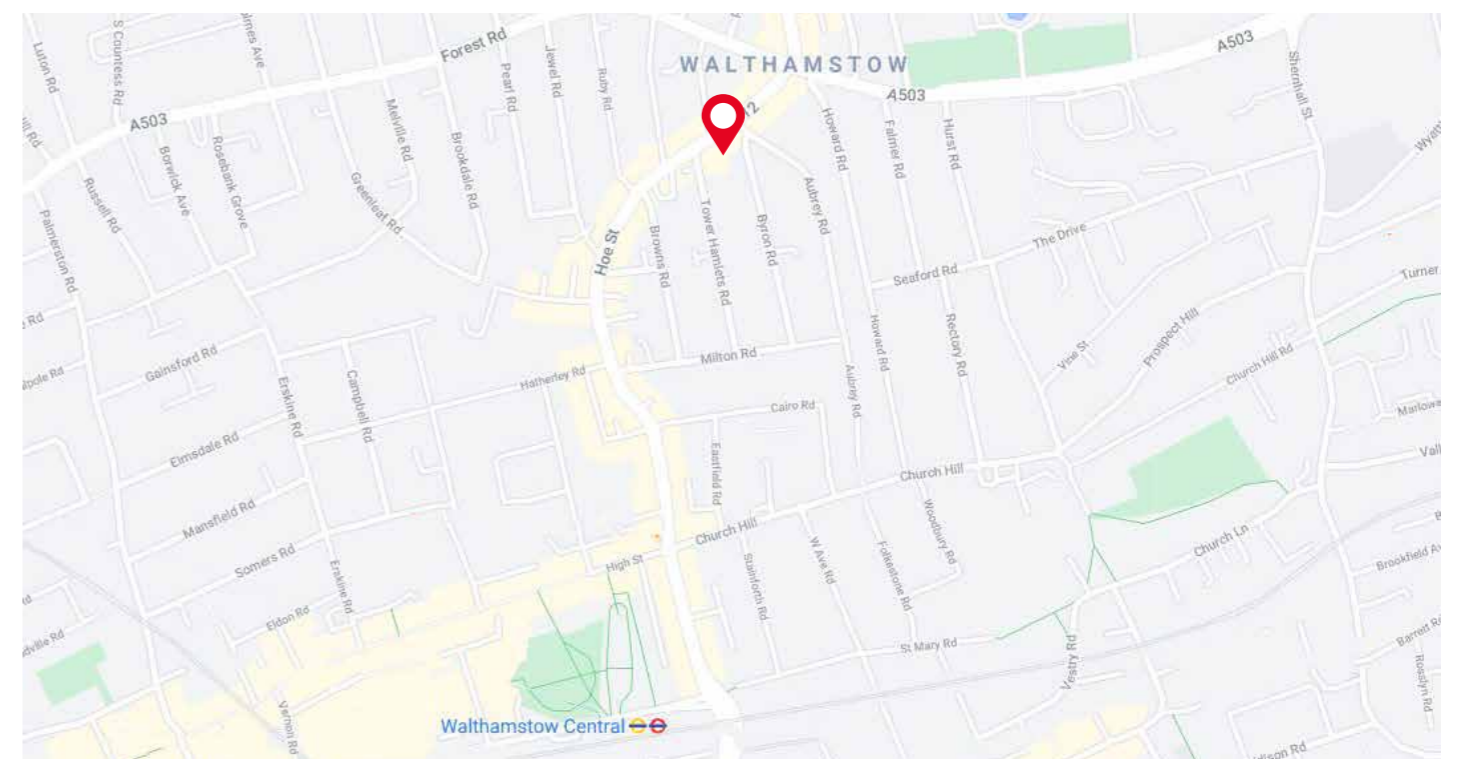 Luton Rd
S Countess Rd
Forest Rd
Jewel Rd
Pearl Rd
Ruby Rd
WALTHAMSTOW
A503
A503
A503
Shernhall St
Melville Rd
Brookdale Rd
Borwick Ave
Rosebank Grove
Greenleaf Rd
Russell Rd
Palmerston Rd
Howard Rd
Falmer Rd
Hurst Rd
Aubrey Rd
Tower Hamlets Rd
Byron Rd
Browns Rd
Hoe St
The Drive
Seaford Rd
Turner
Rd
Gainsford Rd
Erskine Rd
Campbell Rd
Hatherley Rd
Milton Rd
Howard Rd
Rectory Rd
Aubrey Rd
Vine St
Prospect Hill
Church Hill Rd
Marlowe
Cairo Rd
Eastfield Rd
Elmsdale Rd
Church Hill
Mansfield Rd
Somers Rd
Erskine Rd
Eldon Rd
High St
Church Hill
Stainforth Rd
W Ave Rd
Folkestone Rd
Woodbury Rd
Church Ln
Vestry Rd
St Mary Rd
Barrett Rd
Rosslyn Rd
Vernon Rd
Walthamstow Central